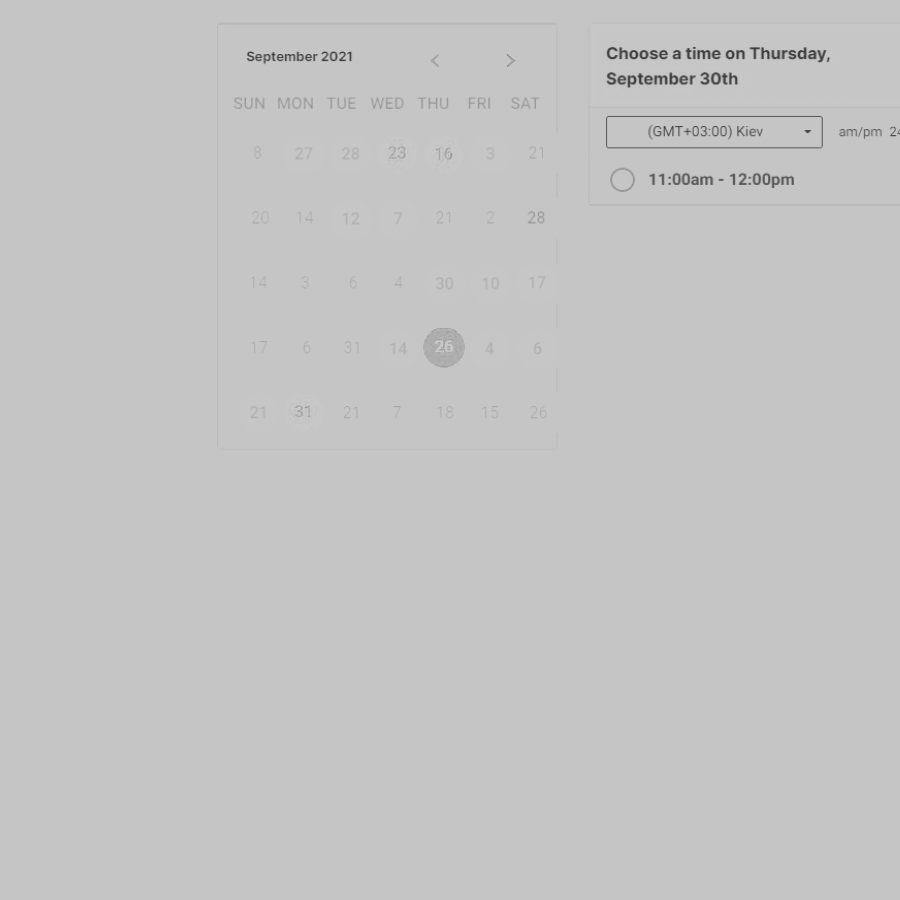 September 2021
SUN MON TUE WED THU FRI SAT
8 27 28 23 16 3 21
20 14 12 7 21 2 28
14 3 6 4 30 10 17
17 6 31 14 26 4 6
21 31 21 7 18 15 26
Choose a time on Thursday,
September 30th
(GMT+03:00) Kiev
am/pm
11:00am - 12:00pm